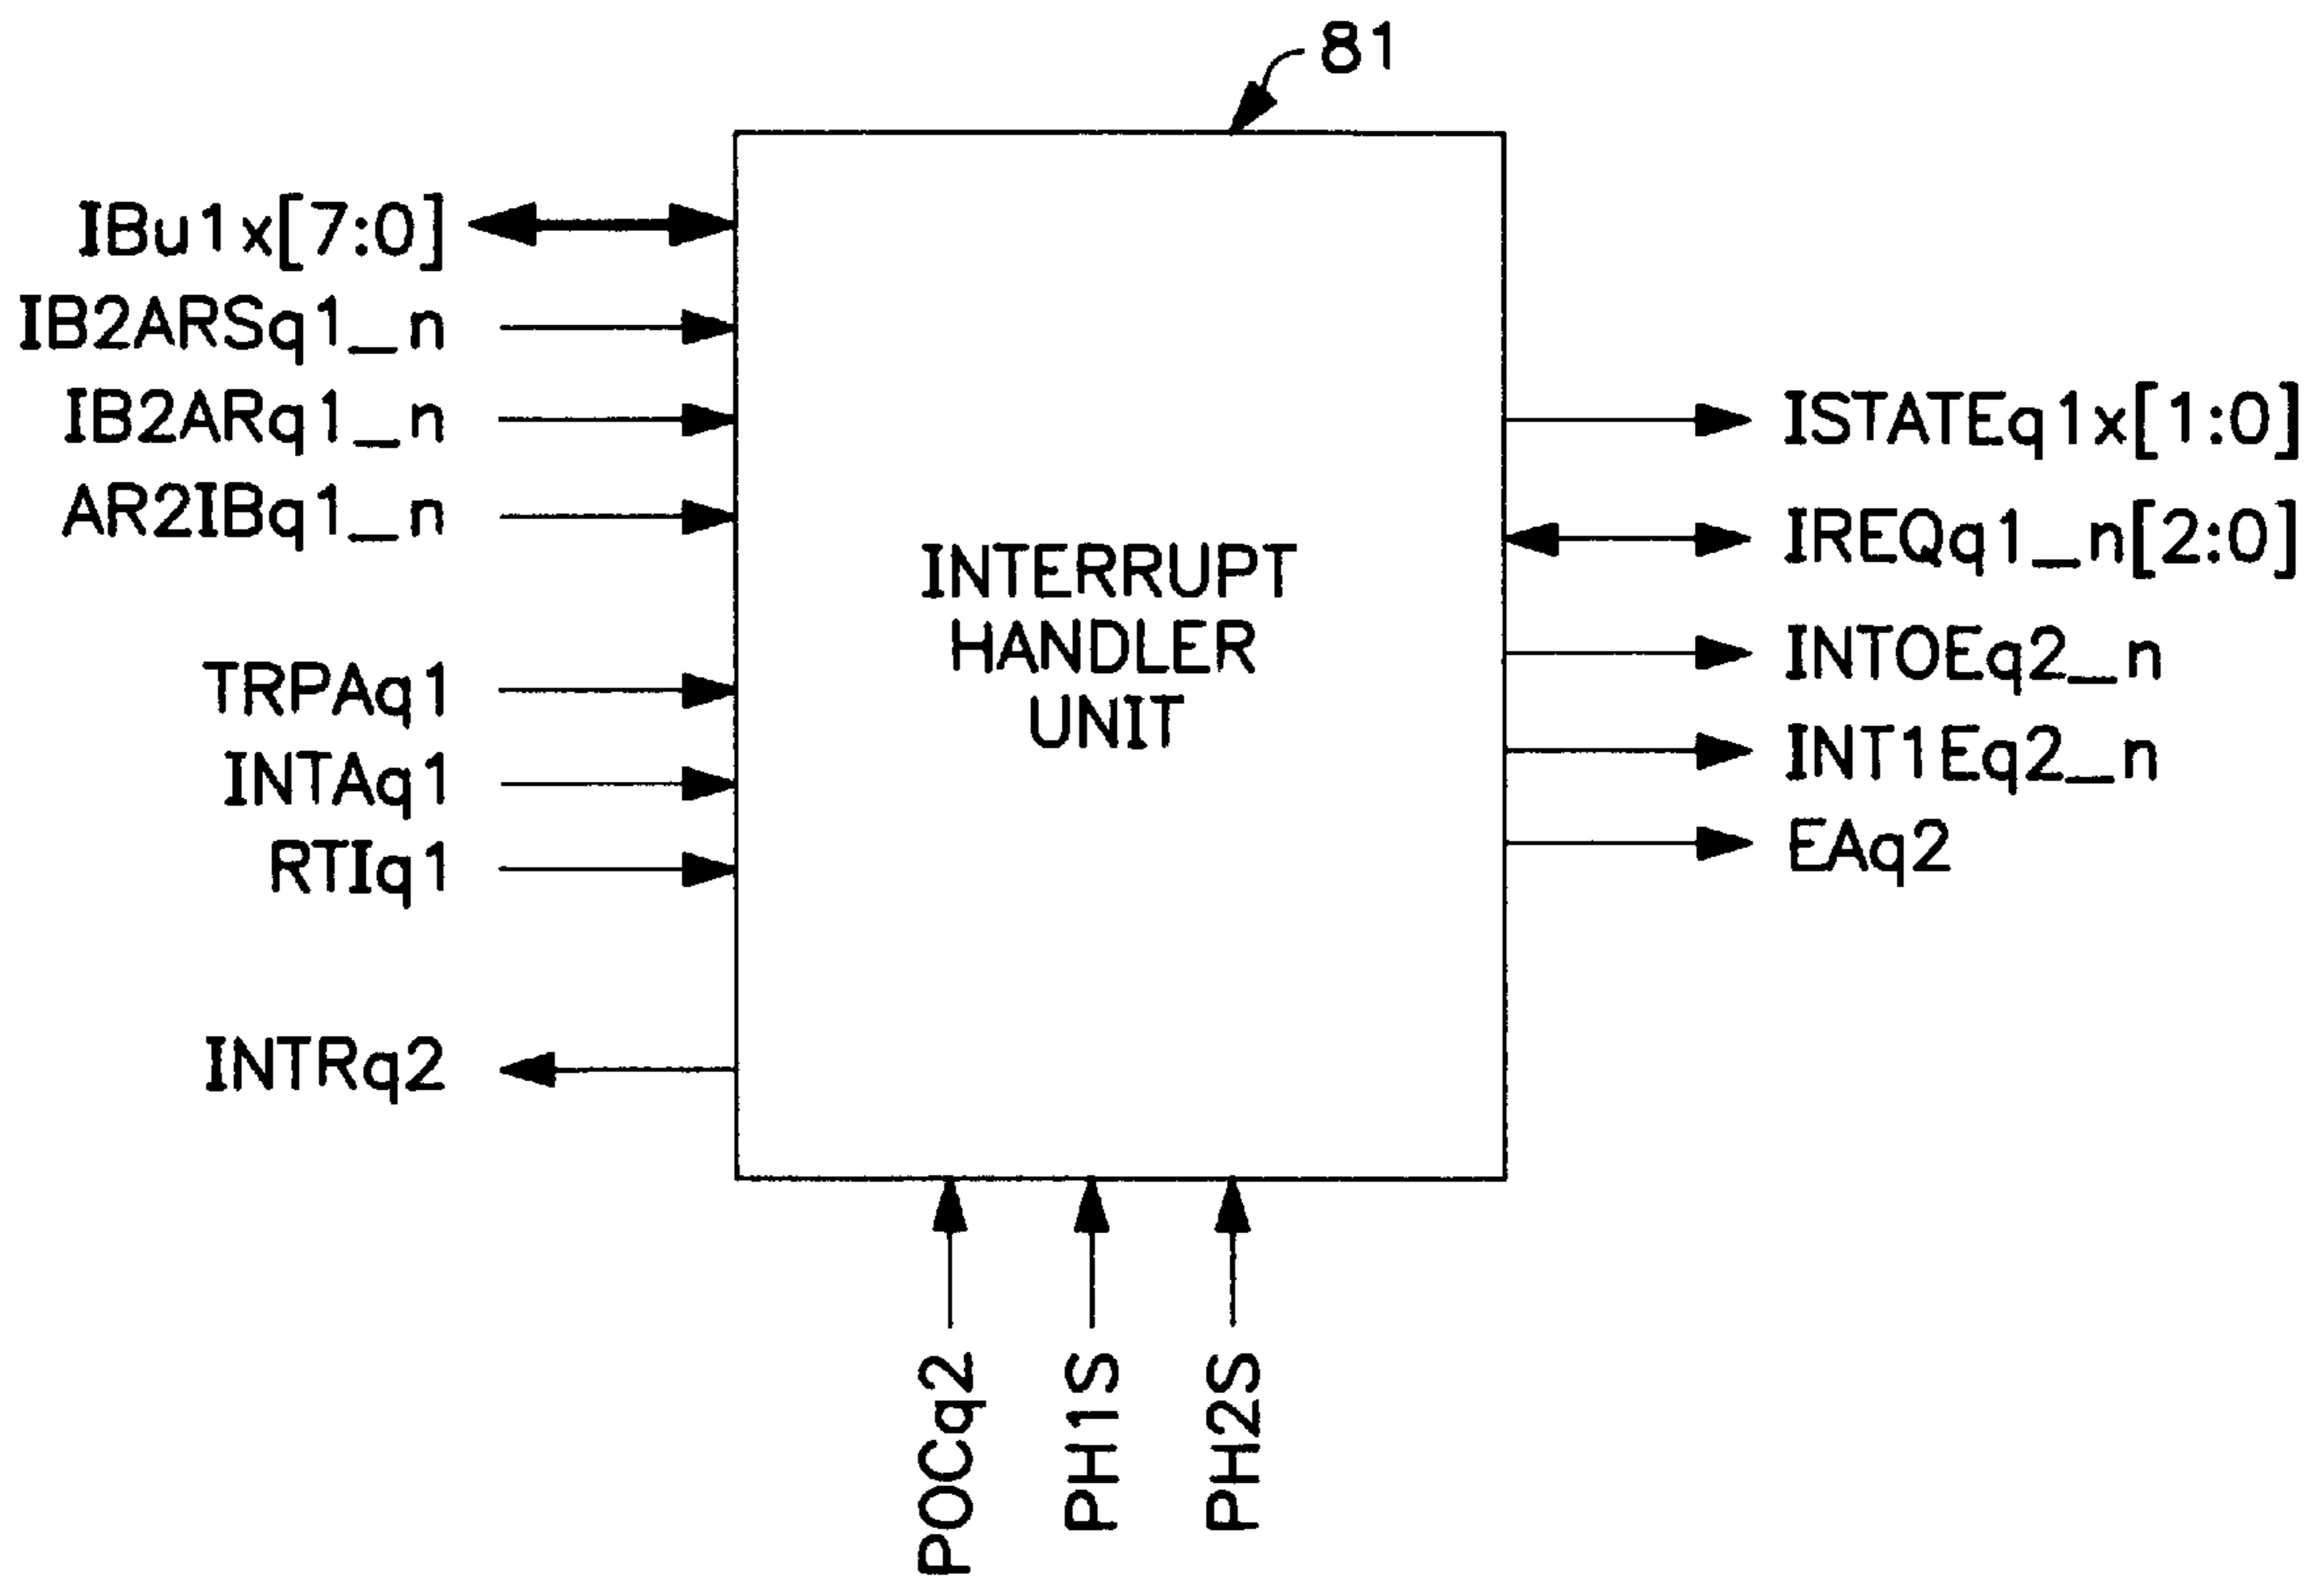 81
IBu1x[7:0]
IB2ARSq1_n
IB2ARq1_n
AR2IBq1_n
TRPAq1
INTAq1
RTIq1
INTRq2
INTERRUPT
HANDLER
UNIT
ISTATEq1x[1:0]
IREQq1_n[2:0]
INTOEq2_n
INT1Eq2_n
EAq2
POCq2
PH1S
PH2S